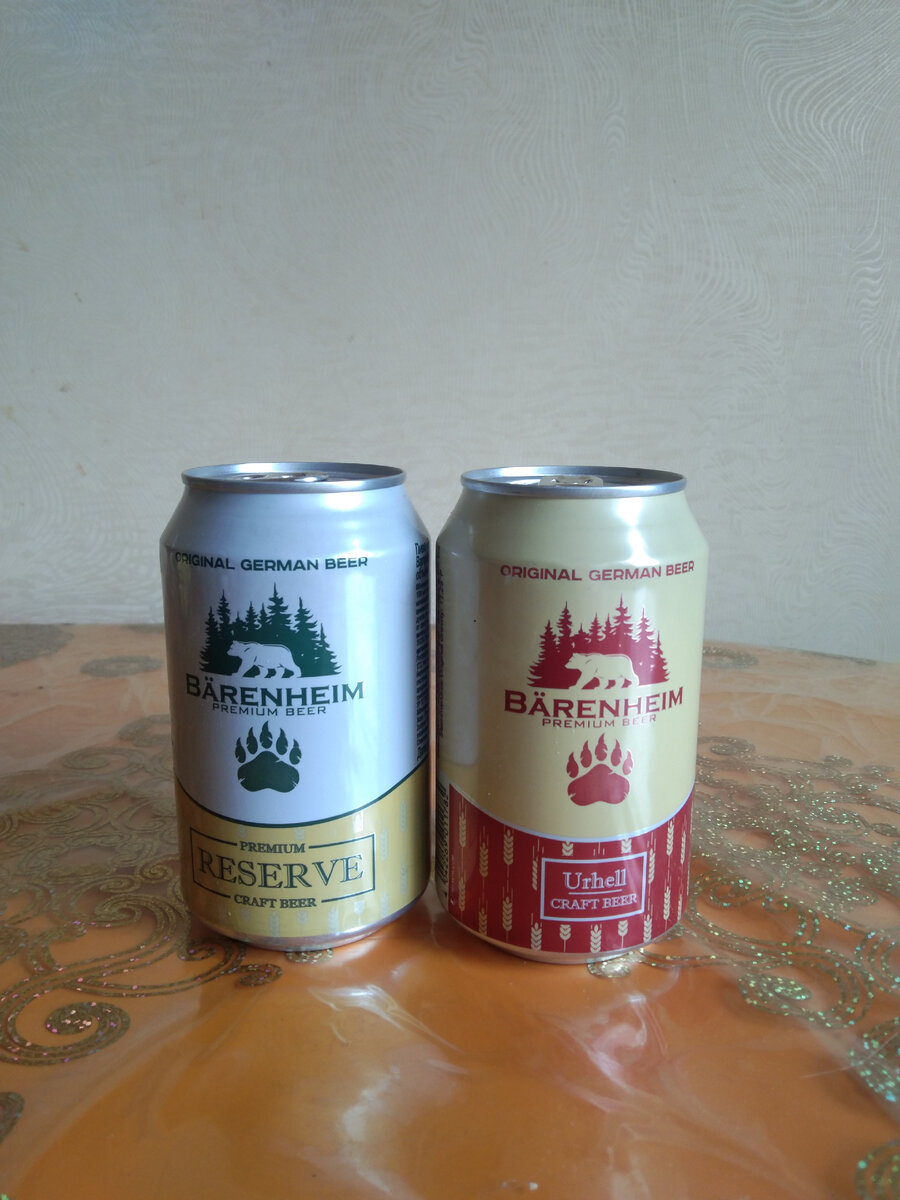 ORIGINAL GERMAN BEER
BÄRENHEIM
PREMIUM BEER
PREMIUM
RESERVE
CRAFT BEER
ORIGINAL GERMAN BEER
BÄRENHEIM
PREMIUM BEER
Urhell
CRAFT BEER